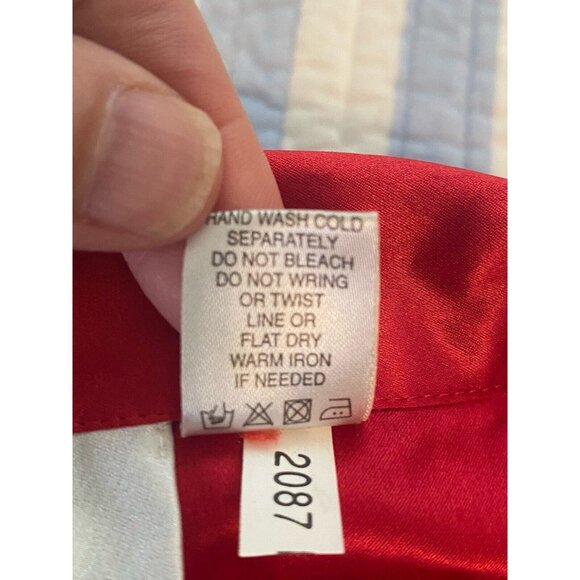 HAND WASH COLD
SEPARATELY
DO NOT BLEACH
DO NOT WRING
OR TWIST
LINE OR
FLAT DRY
WARM IRON
IF NEEDED
2087